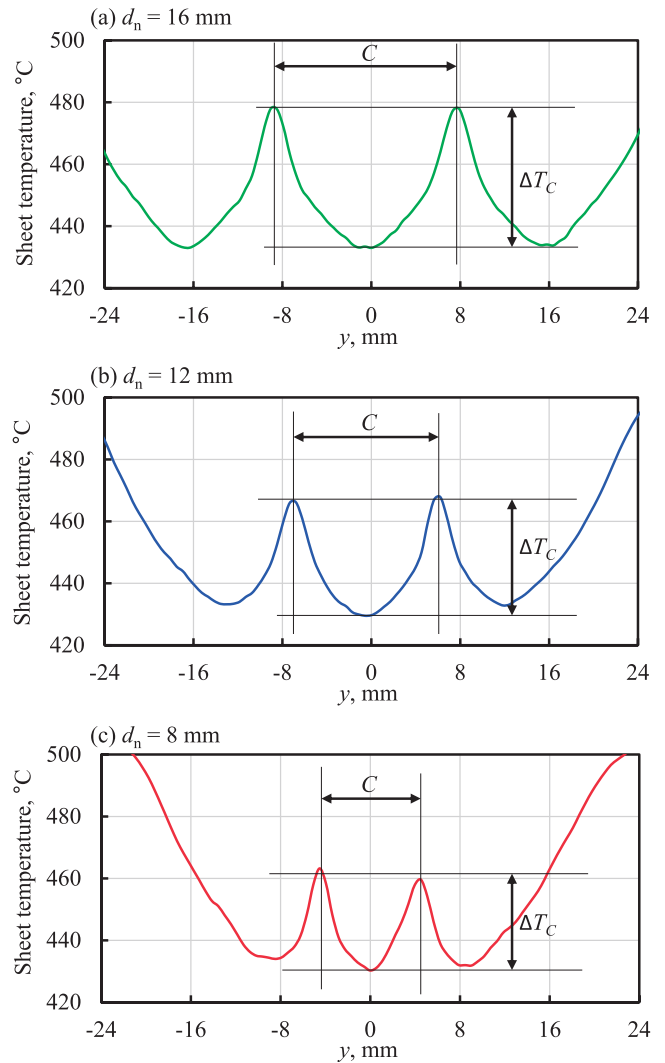 (a) dn = 16 mm
500
480
460
440
420
Sheet temperature, °C
C
ΔTC
-24 -16 -8 0 8 16 24
y, mm
(b) dn = 12 mm
500
480
460
440
420
Sheet temperature, °C
C
ΔTC
-24 -16 -8 0 8 16 24
y, mm
(c) dn = 8 mm
500
480
460
440
420
Sheet temperature, °C
C
ΔTC
-24 -16 -8 0 8 16 24
y, mm